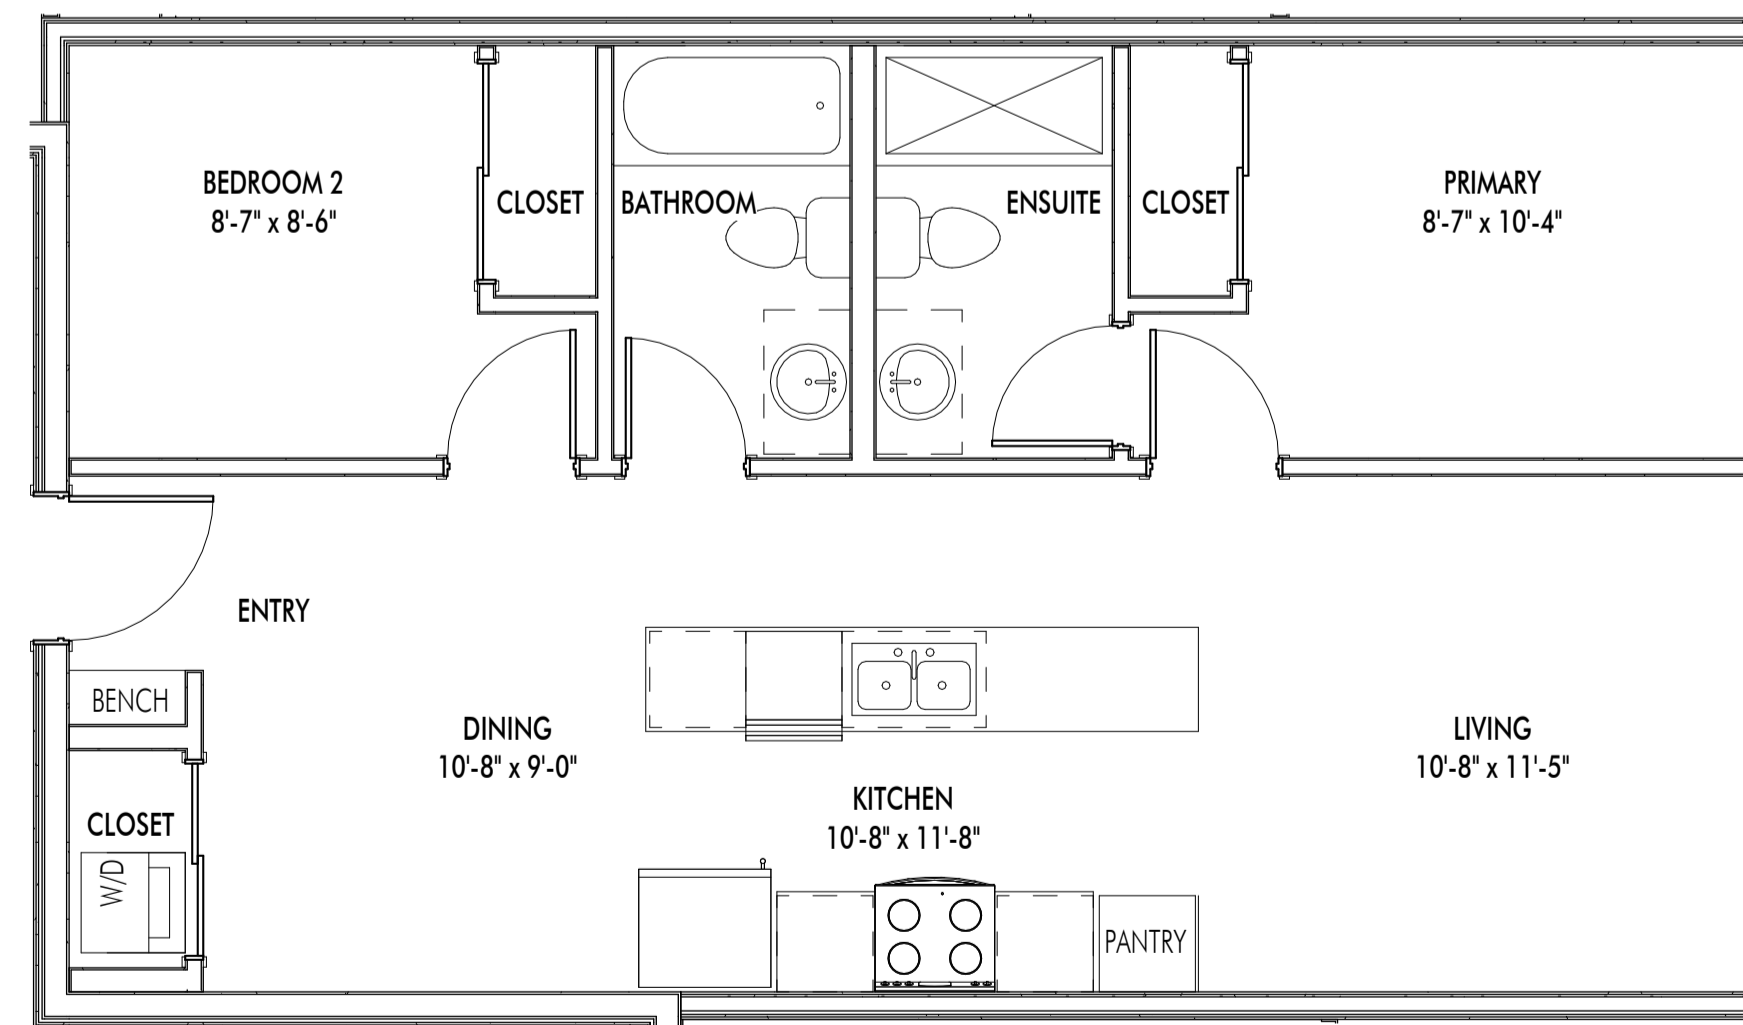 BEDROOM 2
8'-7" x 8'-6"
CLOSET
BATHROOM
ENSUITE
CLOSET
PRIMARY
8'-7" x 10'-4"
ENTRY
BENCH
DINING
10'-8" x 9'-0"
LIVING
10'-8" x 11'-5"
KITCHEN
10'-8" x 11'-8"
CLOSET
W/D
PANTRY